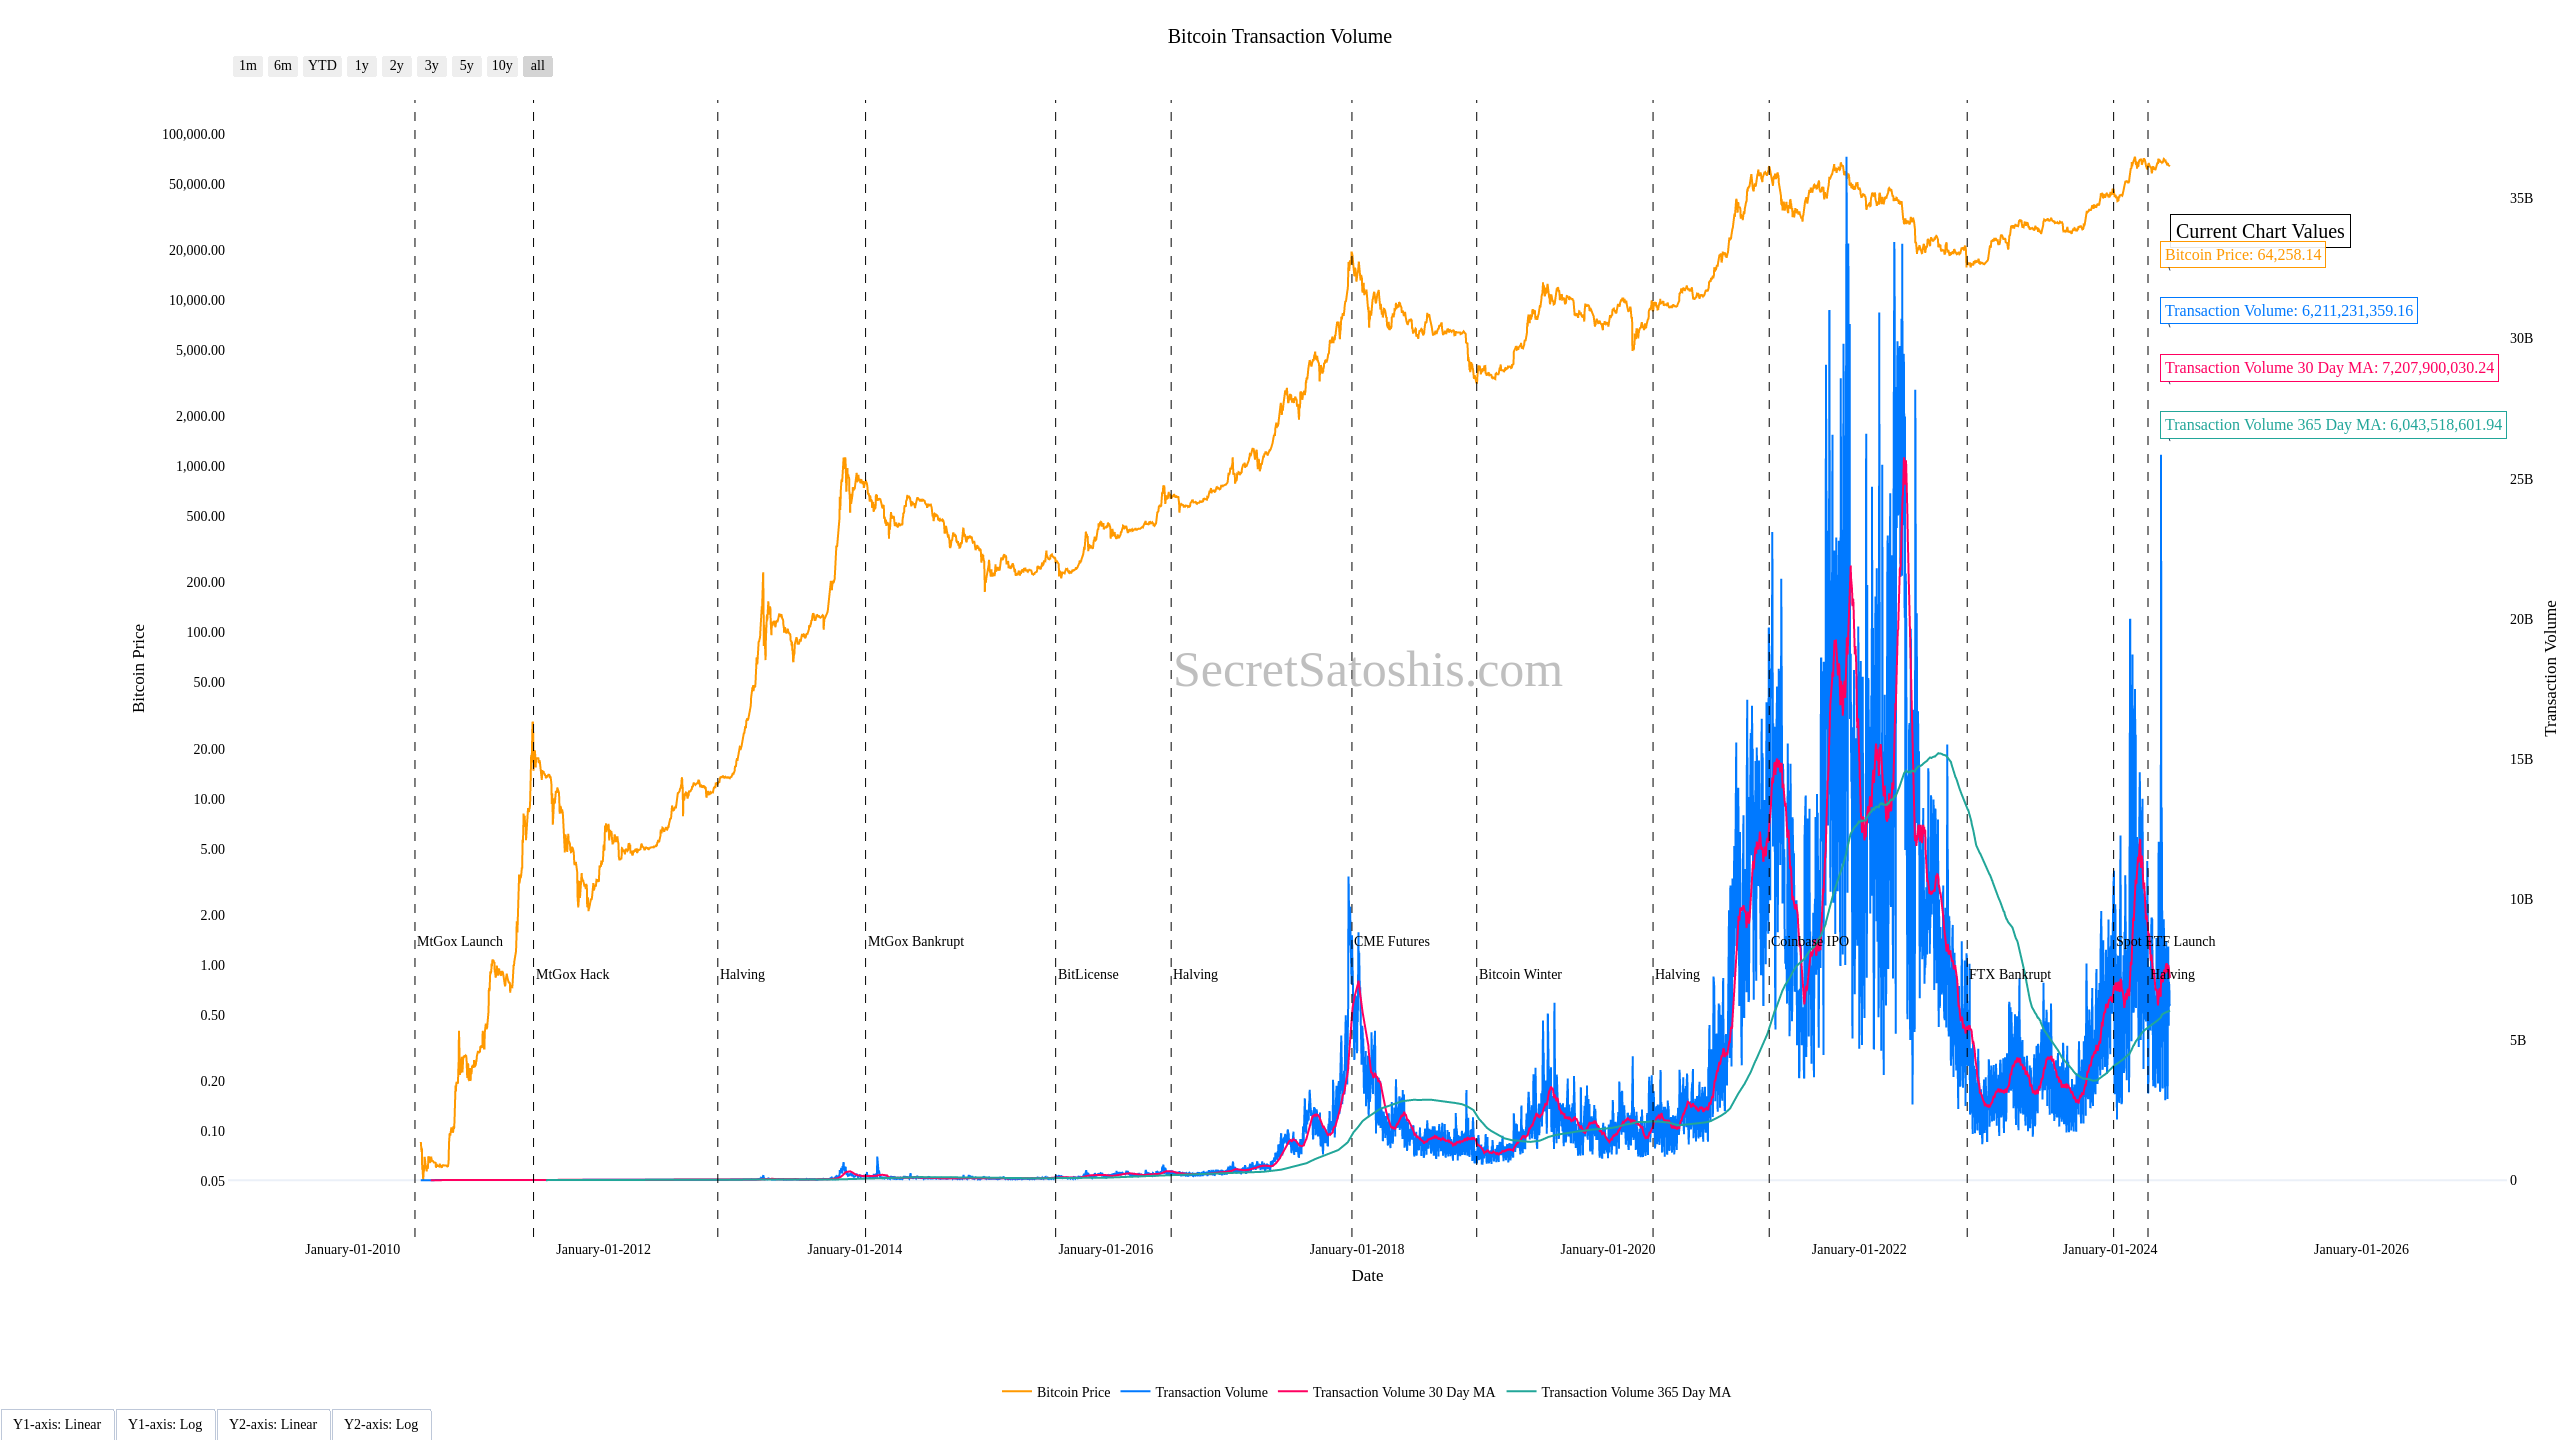 Bitcoin Transaction Volume
1m 6m YTD 1y 2y 3y 5y 10y all
100,000.00
50,000.00
20,000.00
10,000.00
5,000.00
2,000.00
1,000.00
500.00
200.00
100.00
50.00
20.00
10.00
5.00
2.00
1.00
0.50
0.20
0.10
0.05
Bitcoin Price
35B
30B
25B
20B
15B
10B
5B
0
Transaction Volume
Current Chart Values
Bitcoin Price: 64,258.14
Transaction Volume: 6,211,231,359.16
Transaction Volume 30 Day MA: 7,207,900,030.24
Transaction Volume 365 Day MA: 6,043,518,601.94
SecretSatoshis.com
MtGox Launch
MtGox Hack
Halving
MtGox Bankrupt
BitLicense
Halving
CME Futures
Bitcoin Winter
Halving
Coinbase IPO
FTX Bankrupt
Spot ETF Launch
Halving
January-01-2010 January-01-2012 January-01-2014 January-01-2016 January-01-2018 January-01-2020 January-01-2022 January-01-2024 January-01-2026
Date
Bitcoin Price Transaction Volume Transaction Volume 30 Day MA Transaction Volume 365 Day MA
Y1-axis: Linear Y1-axis: Log Y2-axis: Linear Y2-axis: Log